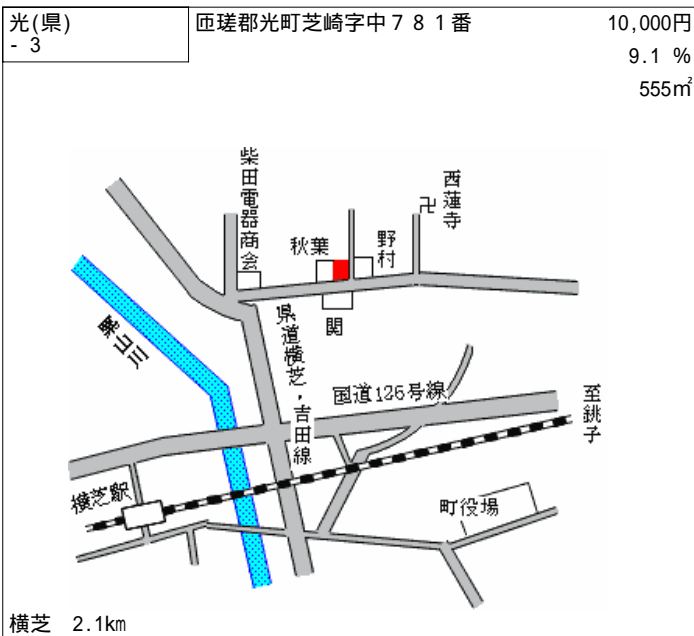 光(県)
- 3
匝瑳郡光町芝崎字中７８１番
10,000円
9.1 %
555㎡
柴田電器商会
西蓮寺
卍
秋葉
野村
関
県道横芝・吉田線
栗山川
国道126号線
至銚子
横芝駅
町役場
横芝 2.1km